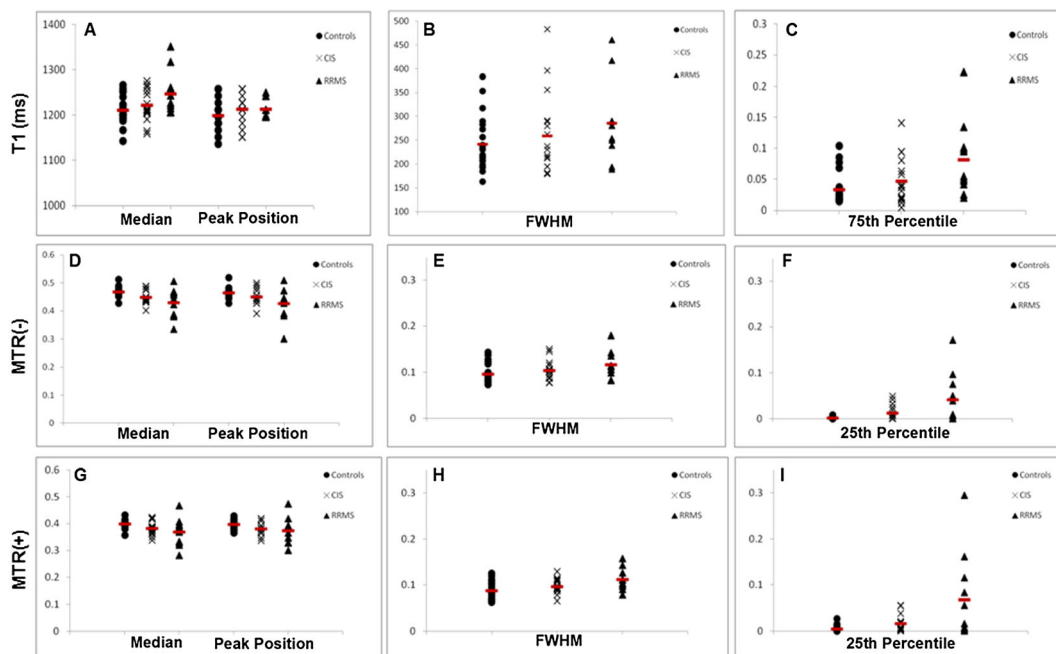 A
1400
1300
1200
1100
1000
T1 (ms)
Controls
CIS
RRMS
Median Peak Position
B
500
450
400
350
300
250
200
150
100
Controls
CIS
RRMS
FWHM
C
0.3
0.25
0.2
0.15
0.1
0.05
0
Controls
CIS
RRMS
75th Percentile
D
0.6
0.5
0.4
0.3
0.2
0.1
0
MTR(-)
Controls
CIS
RRMS
Median Peak Position
E
0.3
0.2
0.1
0
Controls
CIS
RRMS
FWHM
F
0.3
0.2
0.1
0
Controls
CIS
RRMS
25th Percentile
G
0.6
0.5
0.4
0.3
0.2
0.1
0
MTR(+)
Controls
CIS
RRMS
Median Peak Position
H
0.3
0.2
0.1
0
Controls
CIS
RRMS
FWHM
I
0.3
0.2
0.1
0
Controls
CIS
RRMS
25th Percentile